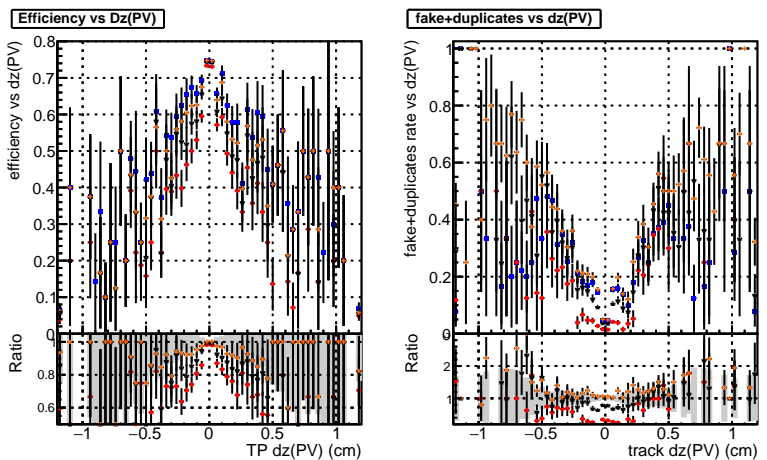 Efficiency vs Dz(PV)
efficiency vs dz(PV)
0.8
0.7
0.6
0.5
0.4
0.3
0.2
0.1
0
Ratio
1
0.8
0.6
−1 −0.5 0 0.5 1
TP dz(PV) (cm)
fake+duplicates vs dz(PV)
fake+duplicates rate vs dz(PV)
1
0.8
0.6
0.4
0.2
0
Ratio
2
1
−1 −0.5 0 0.5 1
track dz(PV) (cm)